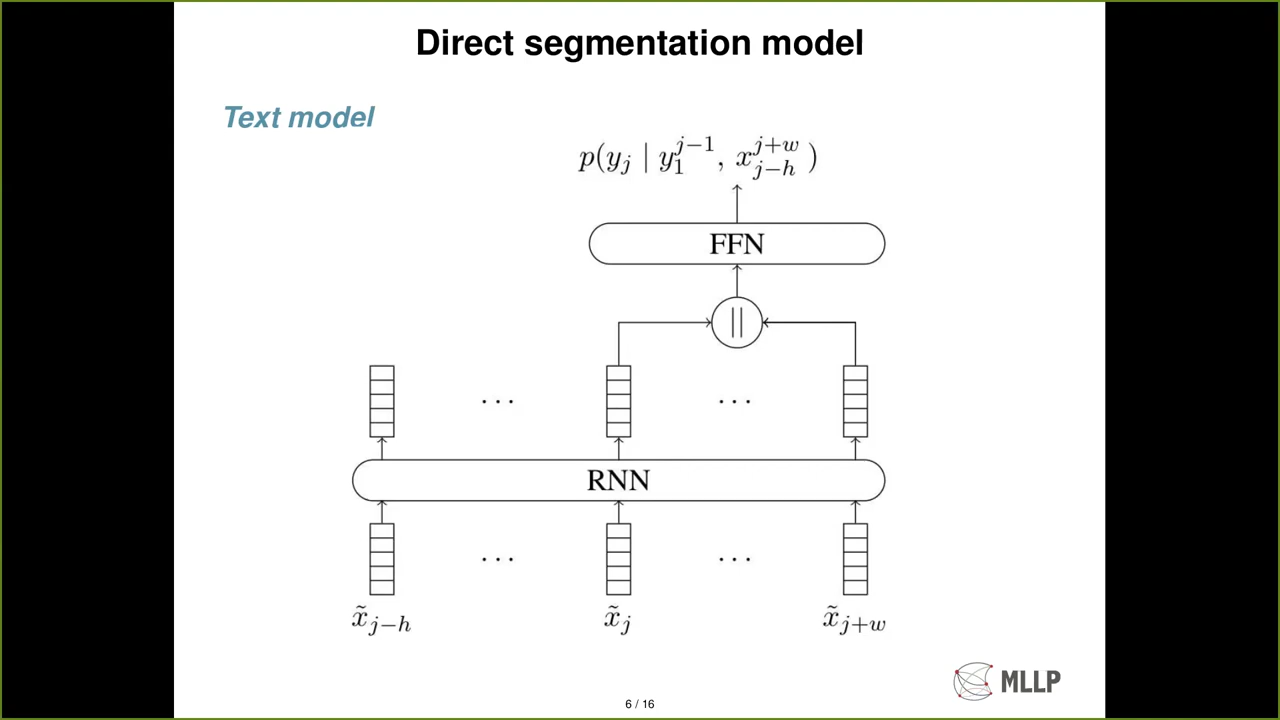 Direct segmentation model
Text model
p(y_j | y_1^{j−1}, x_{j−h}^{j+w} )
FFN
||
... ...
RNN
... ...
x̃_{j−h} x̃_j x̃_{j+w}
MLLP
6 / 16